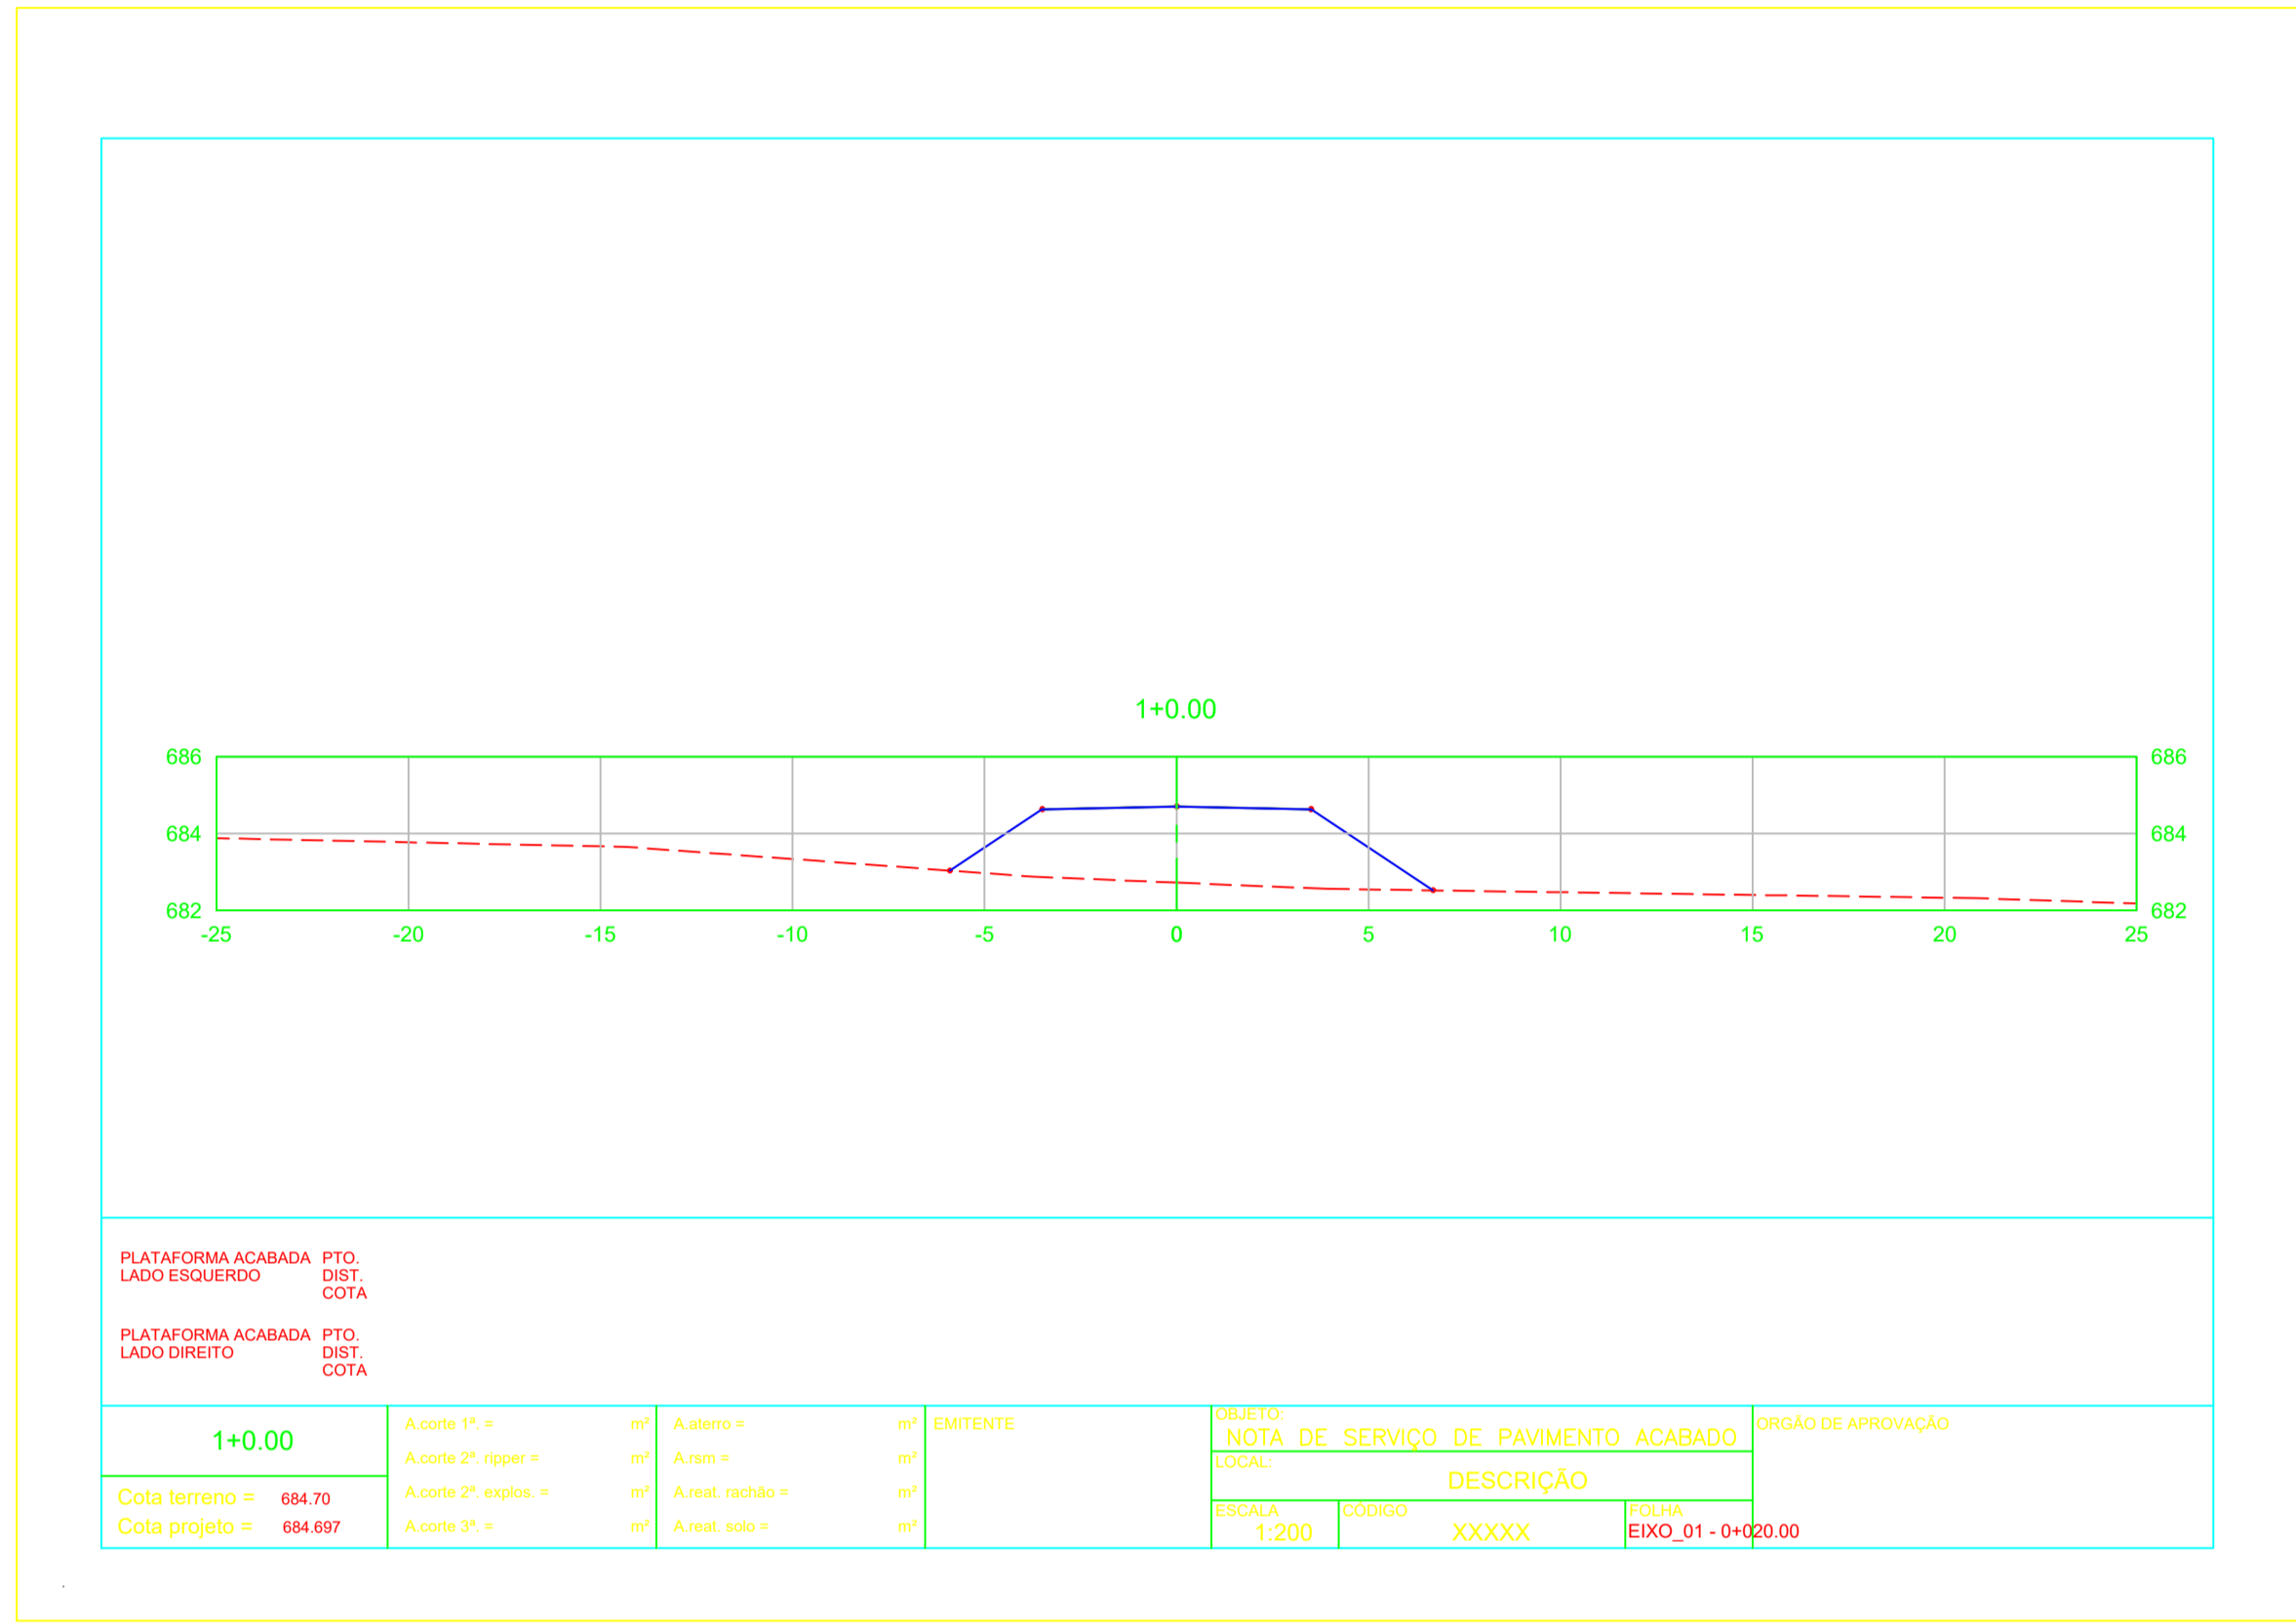 1+0.00
686 686
684 684
682 682
-25 -20 -15 -10 -5 0 5 10 15 20 25
PLATAFORMA ACABADA PTO.
LADO ESQUERDO DIST.
COTA
PLATAFORMA ACABADA PTO.
LADO DIREITO DIST.
COTA
1+0.00
Cota terreno = 684.70
Cota projeto = 684.697
A.corte 1ª. = m²
A.corte 2ª. ripper = m²
A.corte 2ª. explos. = m²
A.corte 3ª. = m²
A.aterro = m²
A.rsm = m²
A.reat. rachão = m²
A.reat. solo = m²
EMITENTE
OBJETO:
NOTA DE SERVIÇO DE PAVIMENTO ACABADO
LOCAL:
DESCRIÇÃO
ESCALA
1:200
CÓDIGO
XXXXX
FOLHA
EIXO_01 - 0+020.00
ORGÃO DE APROVAÇÃO